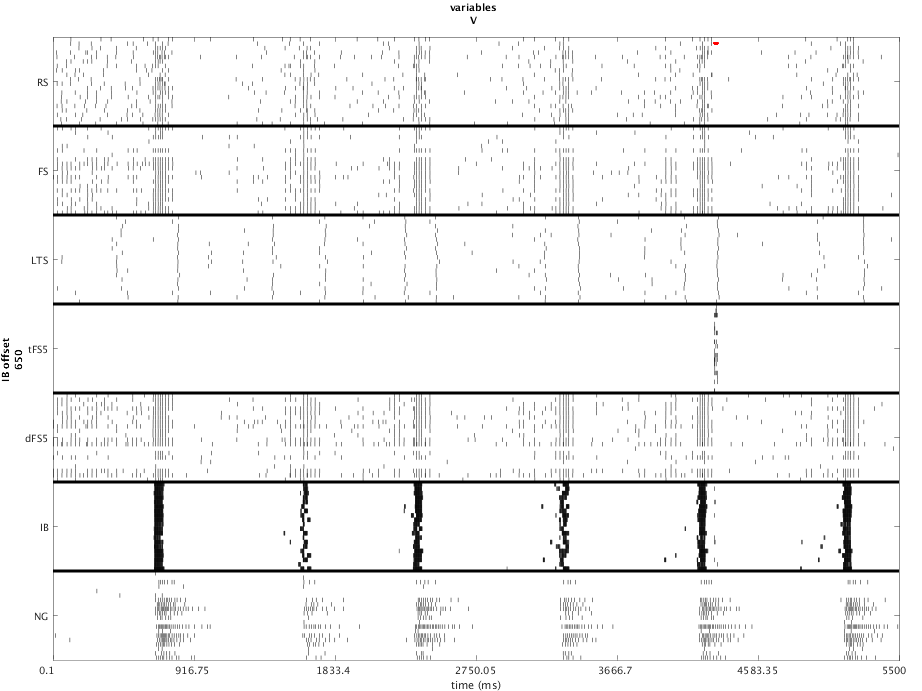 variables
V
RS
FS
LTS
tFS5
dFS5
IB
NG
IB offset
650
0.1 916.75 1833.4 2750.05 3666.7 4583.35 5500
time (ms)